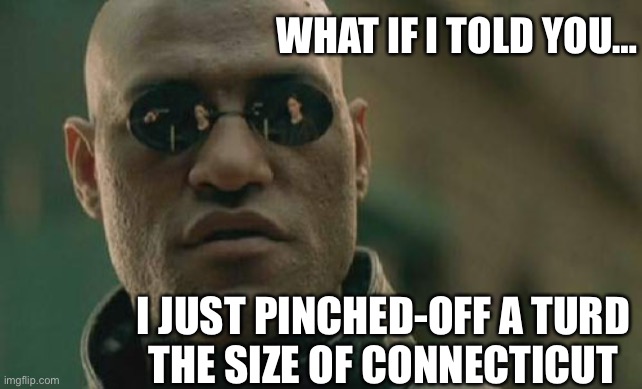 WHAT IF I TOLD YOU...
I JUST PINCHED-OFF A TURD
THE SIZE OF CONNECTICUT
imgflip.com